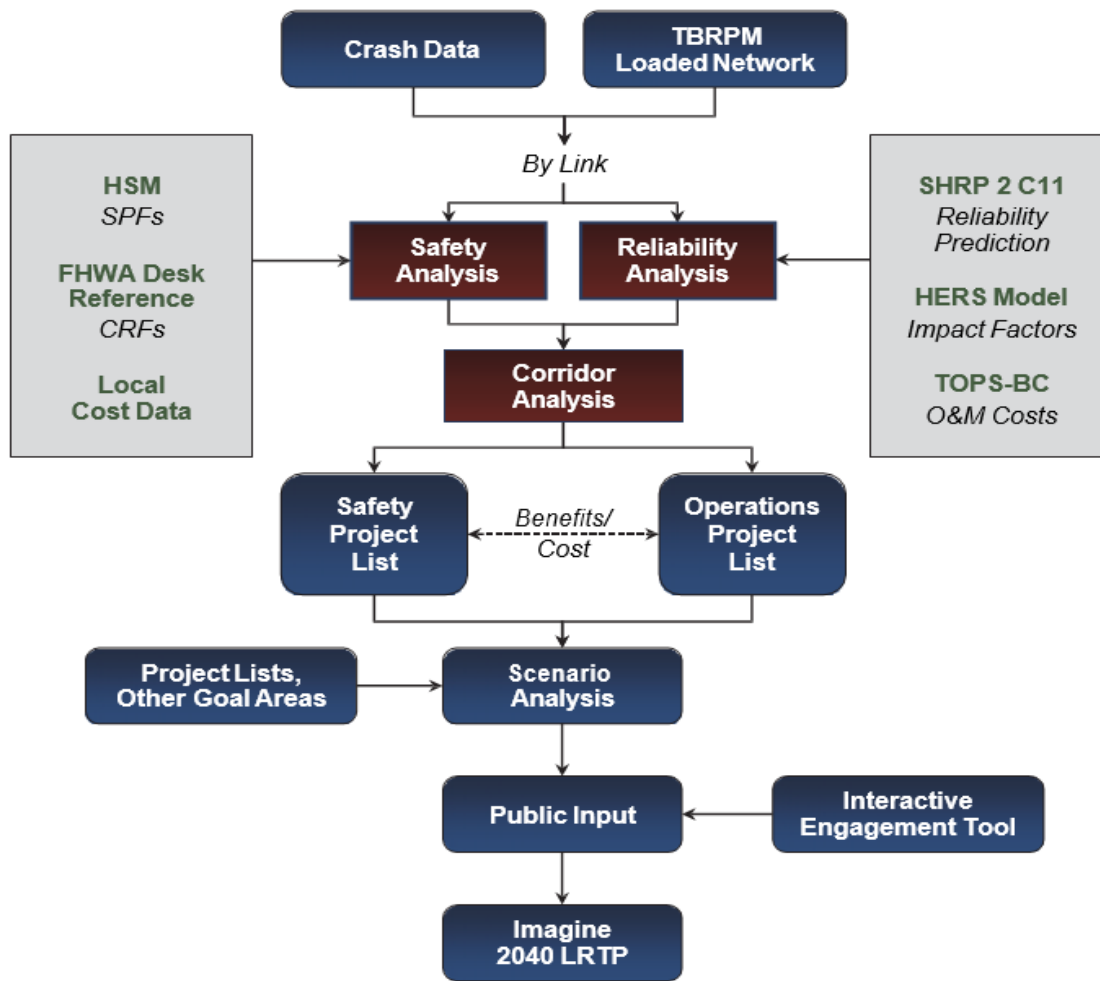 Crash Data
TBRPM
Loaded Network
By Link
HSM
SPFs
FHWA Desk
Reference
CRFs
Local
Cost Data
Safety
Analysis
Reliability
Analysis
SHRP 2 C11
Reliability
Prediction
HERS Model
Impact Factors
TOPS-BC
O&M Costs
Corridor
Analysis
Safety
Project
List
Benefits/
Cost
Operations
Project
List
Project Lists,
Other Goal Areas
Scenario
Analysis
Public Input
Interactive
Engagement Tool
Imagine
2040 LRTP